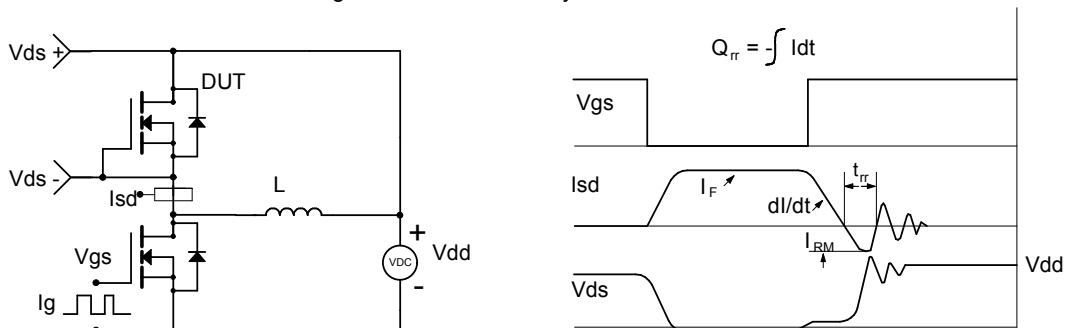 Vds +
DUT
Vds -
Isd
L
Vgs
Ig
+
VDC
-
Vdd
Qrr = -∫ Idt
Vgs
Isd
IF
dI/dt
trr
IRM
Vds
Vdd